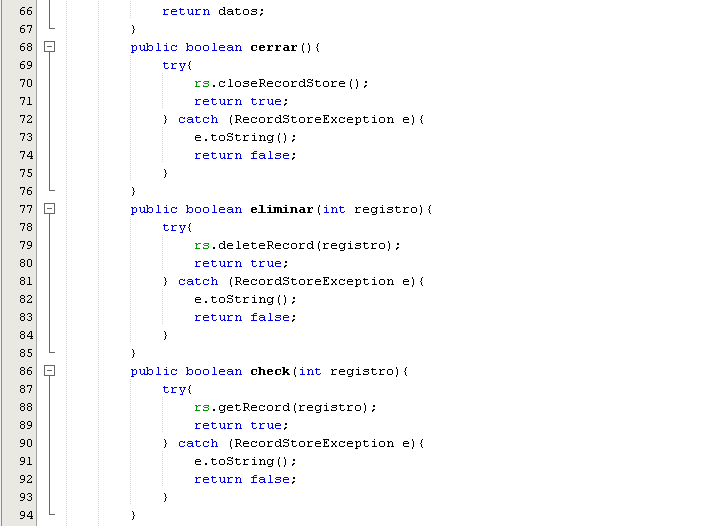 66 return datos;
67 }
68 public boolean cerrar(){
69 try{
70 rs.closeRecordStore();
71 return true;
72 } catch (RecordStoreException e){
73 e.toString();
74 return false;
75 }
76 }
77 public boolean eliminar(int registro){
78 try{
79 rs.deleteRecord(registro);
80 return true;
81 } catch (RecordStoreException e){
82 e.toString();
83 return false;
84 }
85 }
86 public boolean check(int registro){
87 try{
88 rs.getRecord(registro);
89 return true;
90 } catch (RecordStoreException e){
91 e.toString();
92 return false;
93 }
94 }